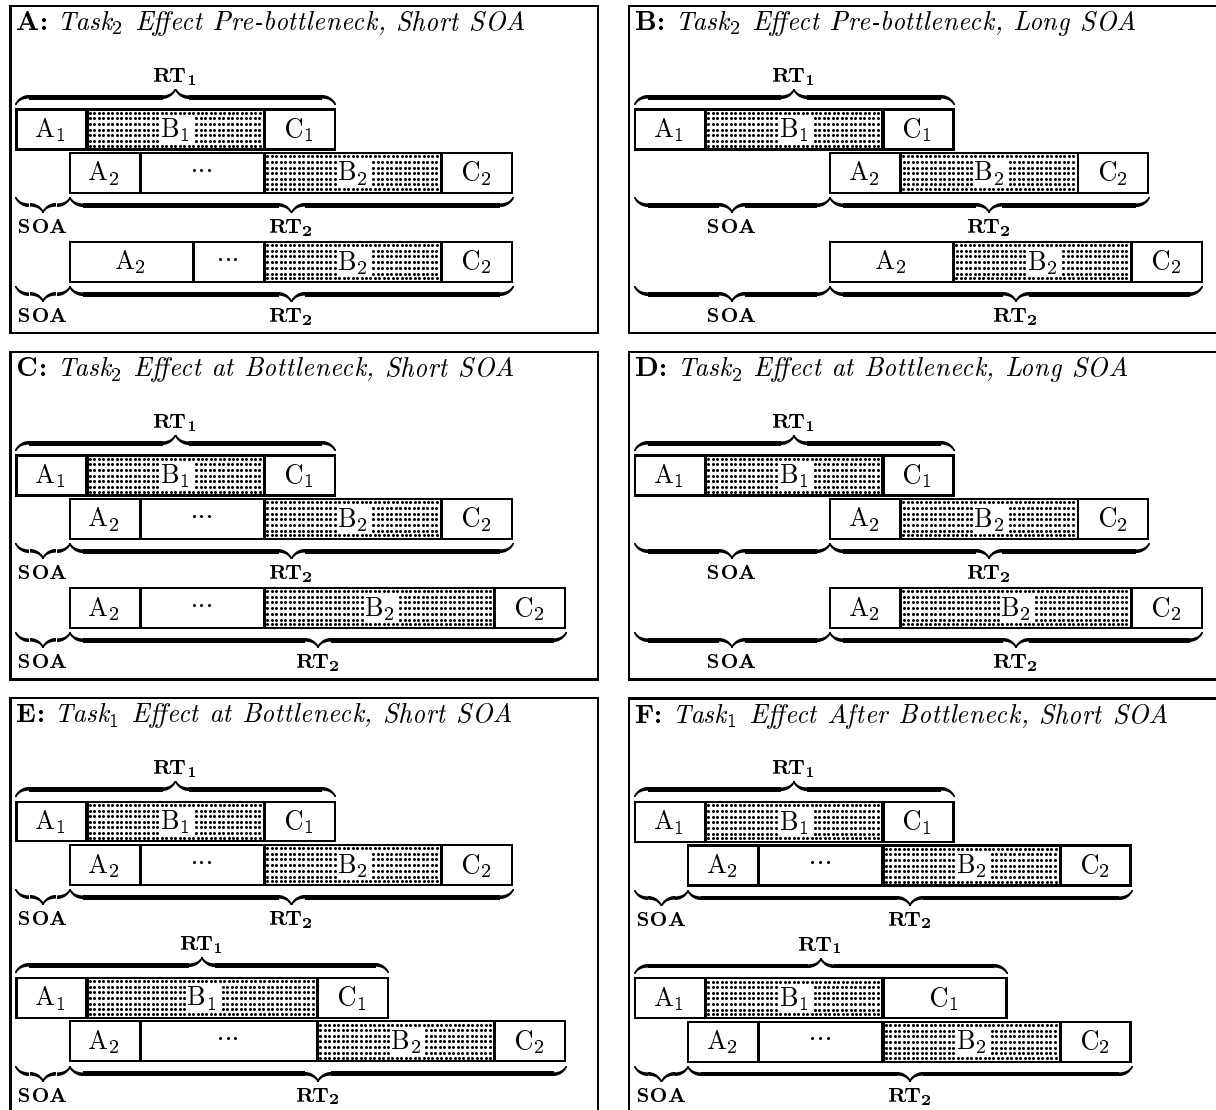 A: Task₂ Effect Pre-bottleneck, Short SOA
RT₁
A₁ B₁ C₁
A₂ ... B₂ C₂
SOA RT₂
A₂ ... B₂ C₂
SOA RT₂
B: Task₂ Effect Pre-bottleneck, Long SOA
RT₁
A₁ B₁ C₁
A₂ B₂ C₂
SOA RT₂
A₂ B₂ C₂
SOA RT₂
C: Task₂ Effect at Bottleneck, Short SOA
RT₁
A₁ B₁ C₁
A₂ ... B₂ C₂
SOA RT₂
A₂ ... B₂ C₂
SOA RT₂
D: Task₂ Effect at Bottleneck, Long SOA
RT₁
A₁ B₁ C₁
A₂ B₂ C₂
SOA RT₂
A₂ B₂ C₂
SOA RT₂
E: Task₁ Effect at Bottleneck, Short SOA
RT₁
A₁ B₁ C₁
A₂ ... B₂ C₂
SOA RT₂
RT₁
A₁ B₁ C₁
A₂ ... B₂ C₂
SOA RT₂
F: Task₁ Effect After Bottleneck, Short SOA
RT₁
A₁ B₁ C₁
A₂ ... B₂ C₂
SOA RT₂
RT₁
A₁ B₁ C₁
A₂ ... B₂ C₂
SOA RT₂